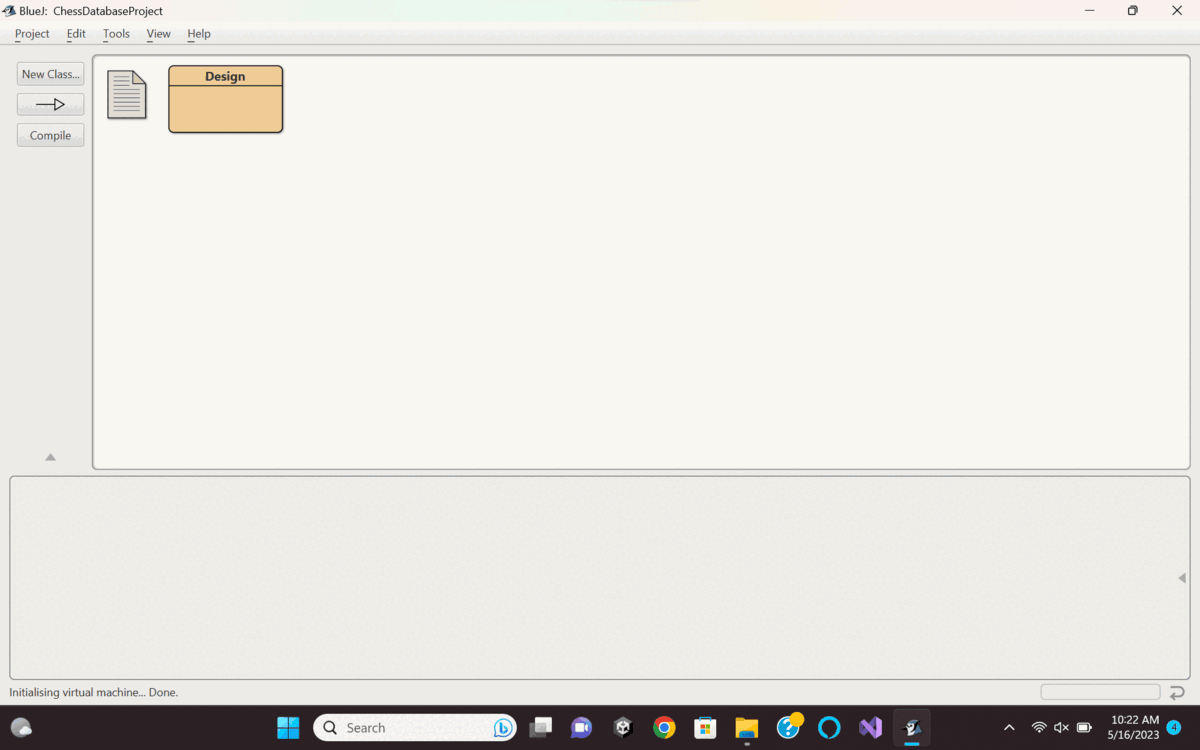 BlueJ: ChessDatabaseProject
Project Edit Tools View Help
New Class...
Design
Compile
Initialising virtual machine... Done.
Search
10:22 AM
5/16/2023
4